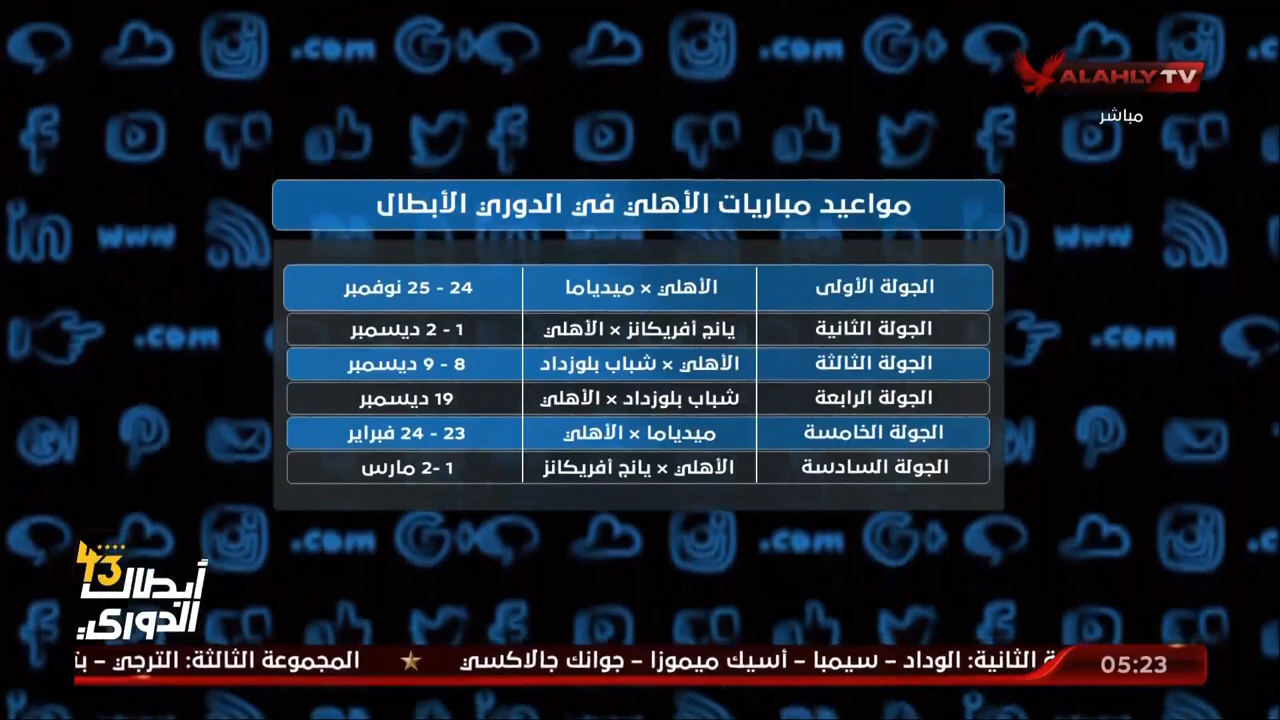 ALAHLY TV
مباشر
مواعيد مباريات الأهلي في الدوري الأبطال
الجولة الأولى الأهلي × ميدياما 24 - 25 نوفمبر
الجولة الثانية يانج أفريكانز × الأهلي 1 - 2 ديسمبر
الجولة الثالثة الأهلي × شباب بلوزداد 8 - 9 ديسمبر
الجولة الرابعة شباب بلوزداد × الأهلي 19 ديسمبر
الجولة الخامسة ميدياما × الأهلي 23 - 24 فبراير
الجولة السادسة الأهلي × يانج أفريكانز 1 -2 مارس
43
أبطال
الدوري
الثانية: الوداد – سيمبا – أسيك ميموزا – جوانك جالاكسي ★ المجموعة الثالثة: الترجي –
05:23